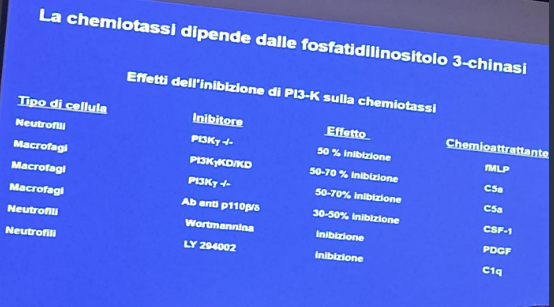 La chemiotassi dipende dalle fosfatidilinositolo 3-chinasi
Effetti dell'inibizione di PI3-K sulla chemiotassi
Tipo di cellula Inibitore Effetto Chemioattrattante
Neutrofili PI3Kγ -/- 50 % inibizione fMLP
Macrofagi PI3KγKD/KD 50-70 % inibizione C5a
Macrofagi PI3Kγ -/- 50-70% inibizione C5a
Macrofagi Ab anti p110β/δ 30-50% inibizione CSF-1
Neutrofili Wortmannina inibizione PDGF
Neutrofili LY 294002 inibizione C1q